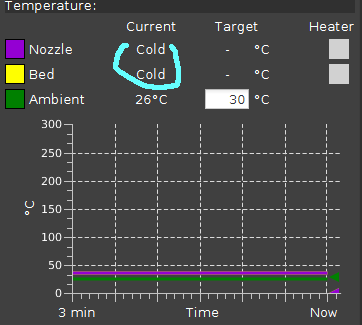 Temperature:
Current Target Heater
Nozzle Cold - °C
Bed Cold - °C
Ambient 26°C 30 °C
300
250
200
150
°C
100
50
0
3 min Time Now